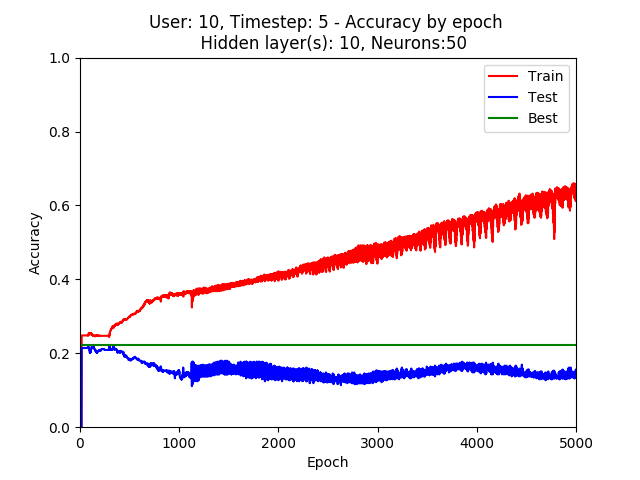 User: 10, Timestep: 5 - Accuracy by epoch
Hidden layer(s): 10, Neurons:50
1.0
0.8
0.6
0.4
0.2
0.0
Accuracy
Train
Test
Best
0 1000 2000 3000 4000 5000
Epoch